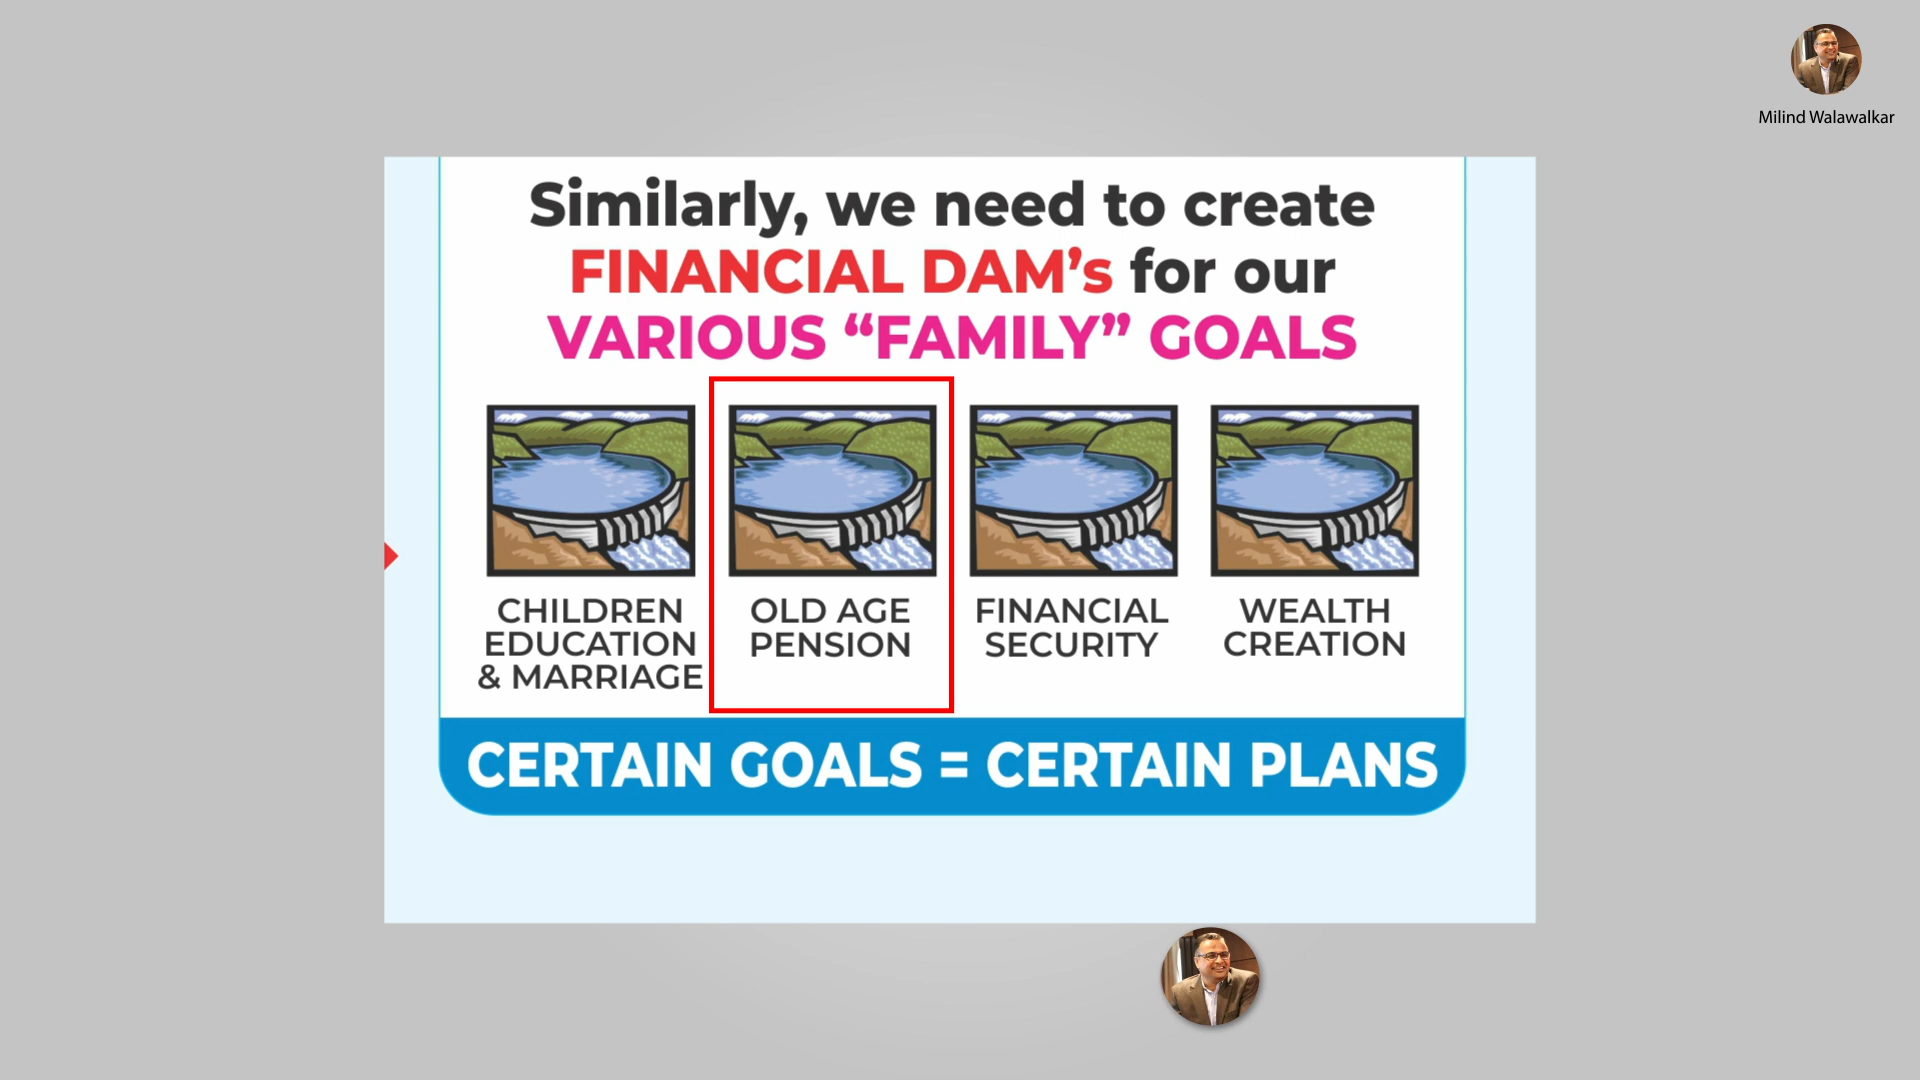 Milind Walawalkar
Similarly, we need to create
FINANCIAL DAM’s for our
VARIOUS “FAMILY” GOALS
CHILDREN
EDUCATION
& MARRIAGE
OLD AGE
PENSION
FINANCIAL
SECURITY
WEALTH
CREATION
CERTAIN GOALS = CERTAIN PLANS